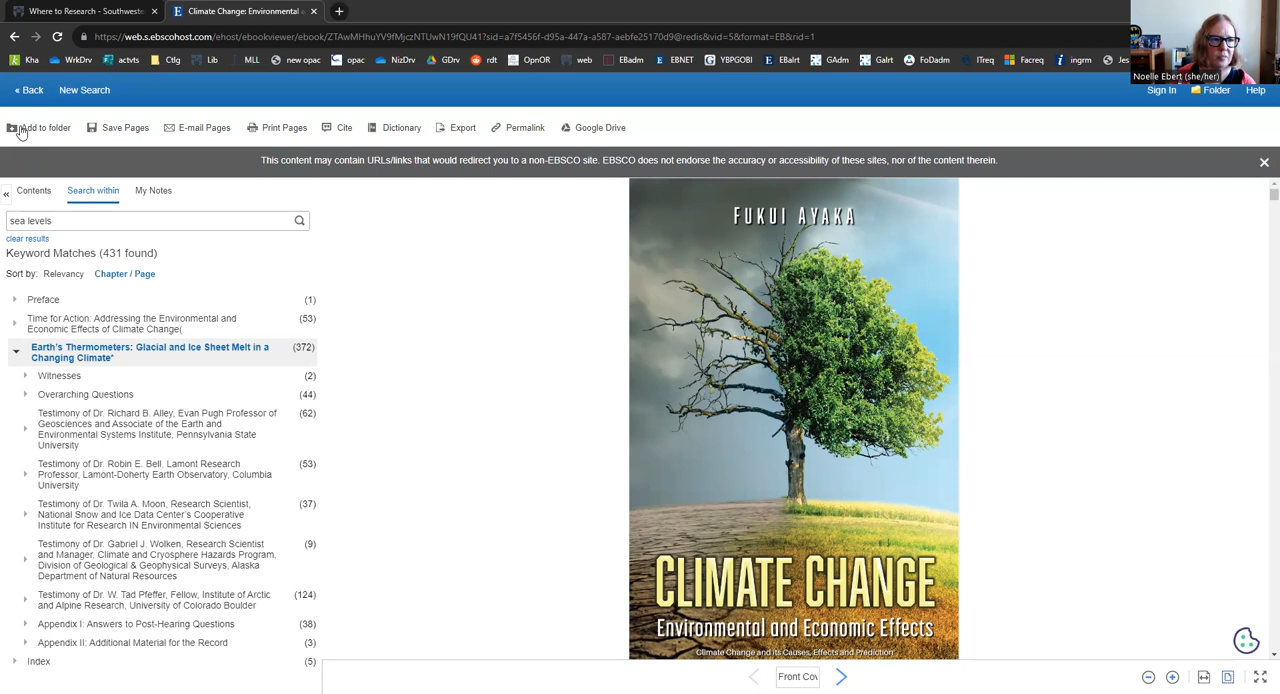 Where to Research - Southweste
Climate Change: Environmental a
https://web.s.ebscohost.com/ehost/ebookviewer/ebook/ZTAwMHhuYV9fMjczNTUwN19fQU41?sid=a7f5456f-d95a-447a-a587-aebfe25170d9@redis&vid=5&format=EB&rid=1
Kha WrkDrv actvts Ctlg Lib MLL new opac opac NizDrv GDrv rdt OpnOR web EBadm EBNET YBPGOBI EBalrt GAdm Galrt FoDadm ITreq Facreq ingrm Jes
Noelle Ebert (she/her)
« Back New Search Sign In Folder Help
Add to folder Save Pages E-mail Pages Print Pages Cite Dictionary Export Permalink Google Drive
This content may contain URLs/links that would redirect you to a non-EBSCO site. EBSCO does not endorse the accuracy or accessibility of these sites, nor of the content therein.
« Contents Search within My Notes
sea levels
clear results
Keyword Matches (431 found)
Sort by: Relevancy Chapter / Page
Preface (1)
Time for Action: Addressing the Environmental and (53)
Economic Effects of Climate Change(
Earth's Thermometers: Glacial and Ice Sheet Melt in a (372)
Changing Climate*
Witnesses (2)
Overarching Questions (44)
Testimony of Dr. Richard B. Alley, Evan Pugh Professor of (62)
Geosciences and Associate of the Earth and
Environmental Systems Institute, Pennsylvania State
University
Testimony of Dr. Robin E. Bell, Lamont Research (53)
Professor, Lamont-Doherty Earth Observatory, Columbia
University
Testimony of Dr. Twila A. Moon, Research Scientist, (37)
National Snow and Ice Data Center's Cooperative
Institute for Research IN Environmental Sciences
Testimony of Dr. Gabriel J. Wolken, Research Scientist (9)
and Manager, Climate and Cryosphere Hazards Program,
Division of Geological & Geophysical Surveys, Alaska
Department of Natural Resources
Testimony of Dr. W. Tad Pfeffer, Fellow, Institute of Arctic (124)
and Alpine Research, University of Colorado Boulder
Appendix I: Answers to Post-Hearing Questions (38)
Appendix II: Additional Material for the Record (3)
Index (5)
FUKUI AYAKA
CLIMATE CHANGE
Environmental and Economic Effects
Climate Change and its Causes, Effects and Prediction
Front Cov